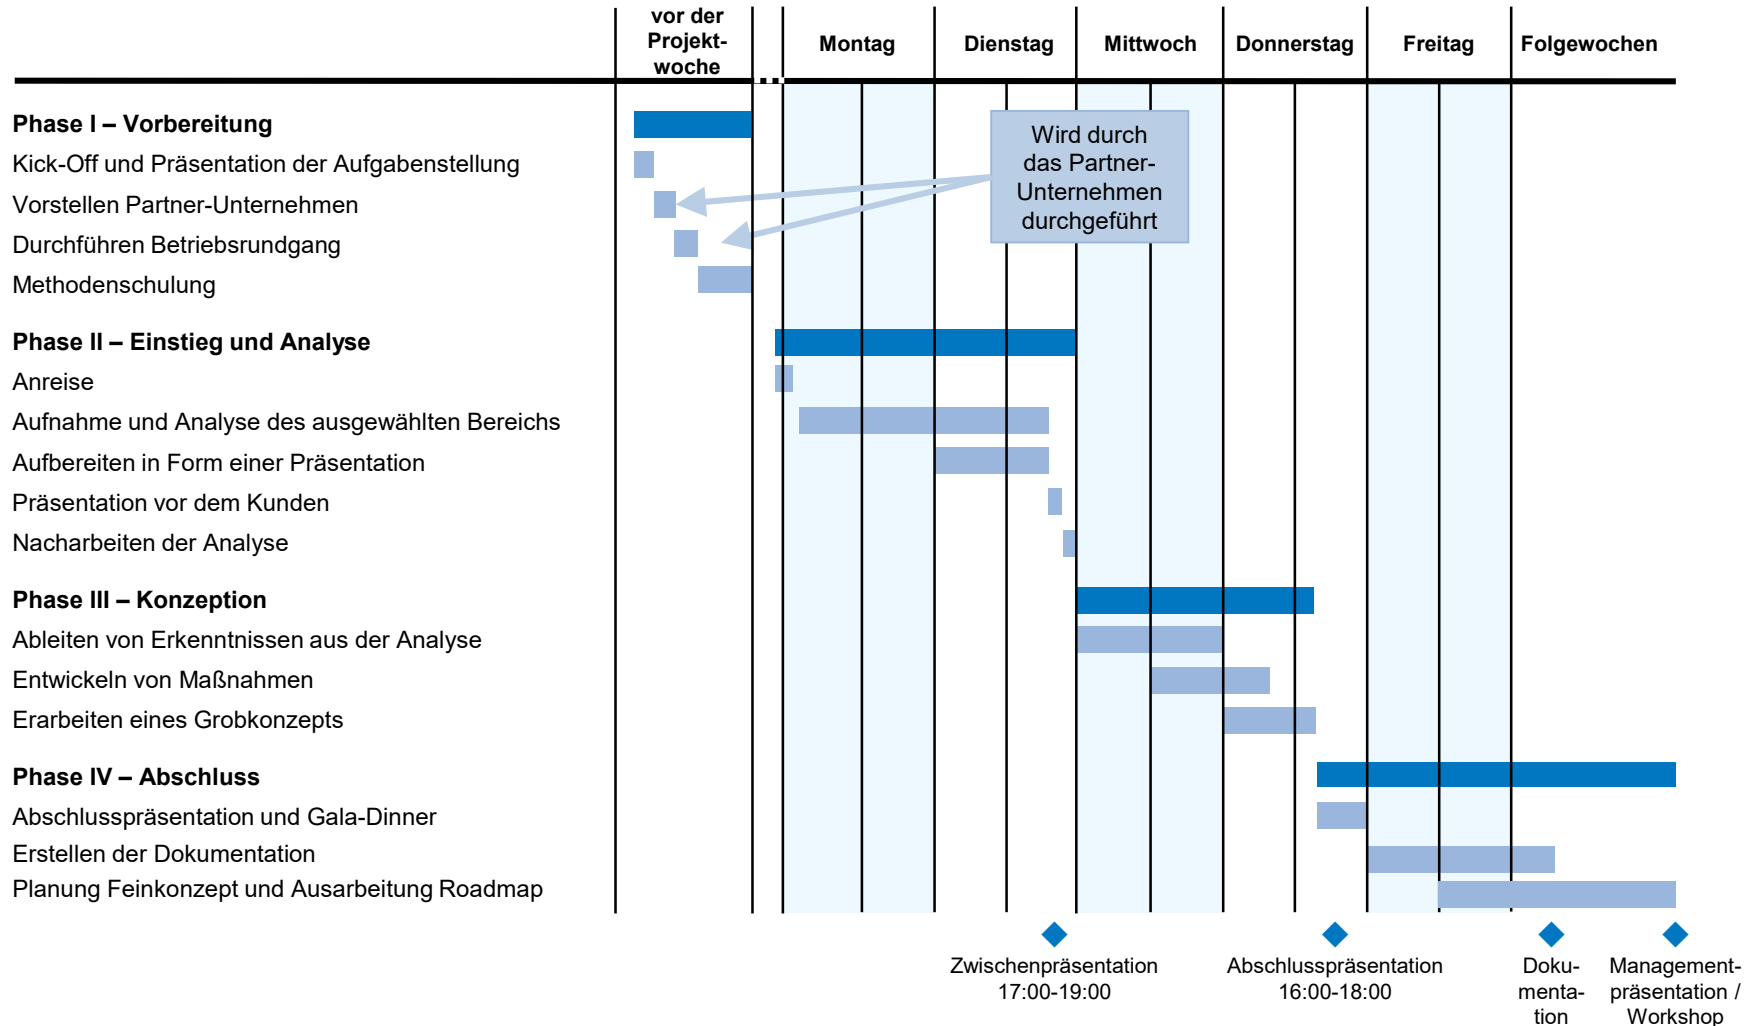 vor der
Projekt-
woche
Montag
Dienstag
Mittwoch
Donnerstag
Freitag
Folgewochen
Phase I – Vorbereitung
Kick-Off und Präsentation der Aufgabenstellung
Vorstellen Partner-Unternehmen
Durchführen Betriebsrundgang
Methodenschulung
Wird durch
das Partner-
Unternehmen
durchgeführt
Phase II – Einstieg und Analyse
Anreise
Aufnahme und Analyse des ausgewählten Bereichs
Aufbereiten in Form einer Präsentation
Präsentation vor dem Kunden
Nacharbeiten der Analyse
Phase III – Konzeption
Ableiten von Erkenntnissen aus der Analyse
Entwickeln von Maßnahmen
Erarbeiten eines Grobkonzepts
Phase IV – Abschluss
Abschlusspräsentation und Gala-Dinner
Erstellen der Dokumentation
Planung Feinkonzept und Ausarbeitung Roadmap
Zwischenpräsentation
17:00-19:00
Abschlusspräsentation
16:00-18:00
Doku-
menta-
tion
Management-
präsentation /
Workshop